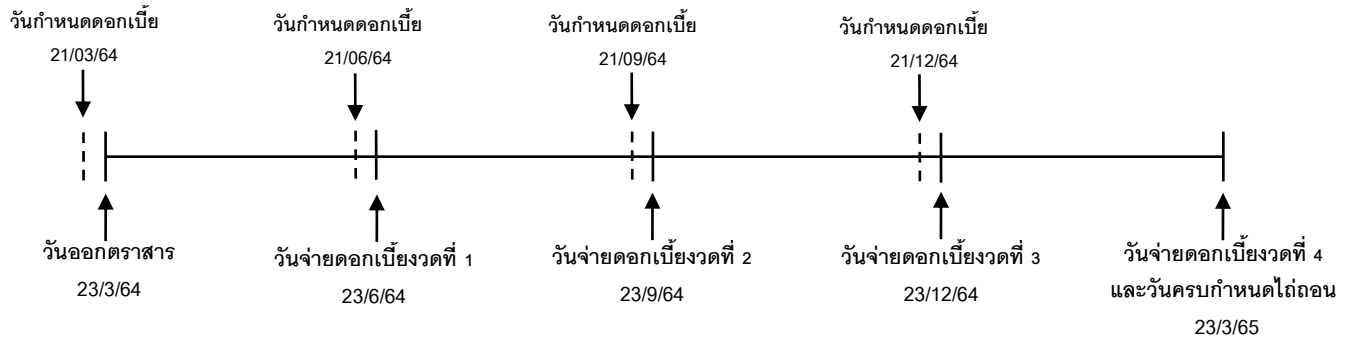 วันกำหนดดอกเบี้ย
21/03/64
วันกำหนดดอกเบี้ย
21/06/64
วันกำหนดดอกเบี้ย
21/09/64
วันกำหนดดอกเบี้ย
21/12/64
วันออกตราสาร
23/3/64
วันจ่ายดอกเบี้ยงวดที่ 1
23/6/64
วันจ่ายดอกเบี้ยงวดที่ 2
23/9/64
วันจ่ายดอกเบี้ยงวดที่ 3
23/12/64
วันจ่ายดอกเบี้ยงวดที่ 4
และวันครบกำหนดไถ่ถอน
23/3/65